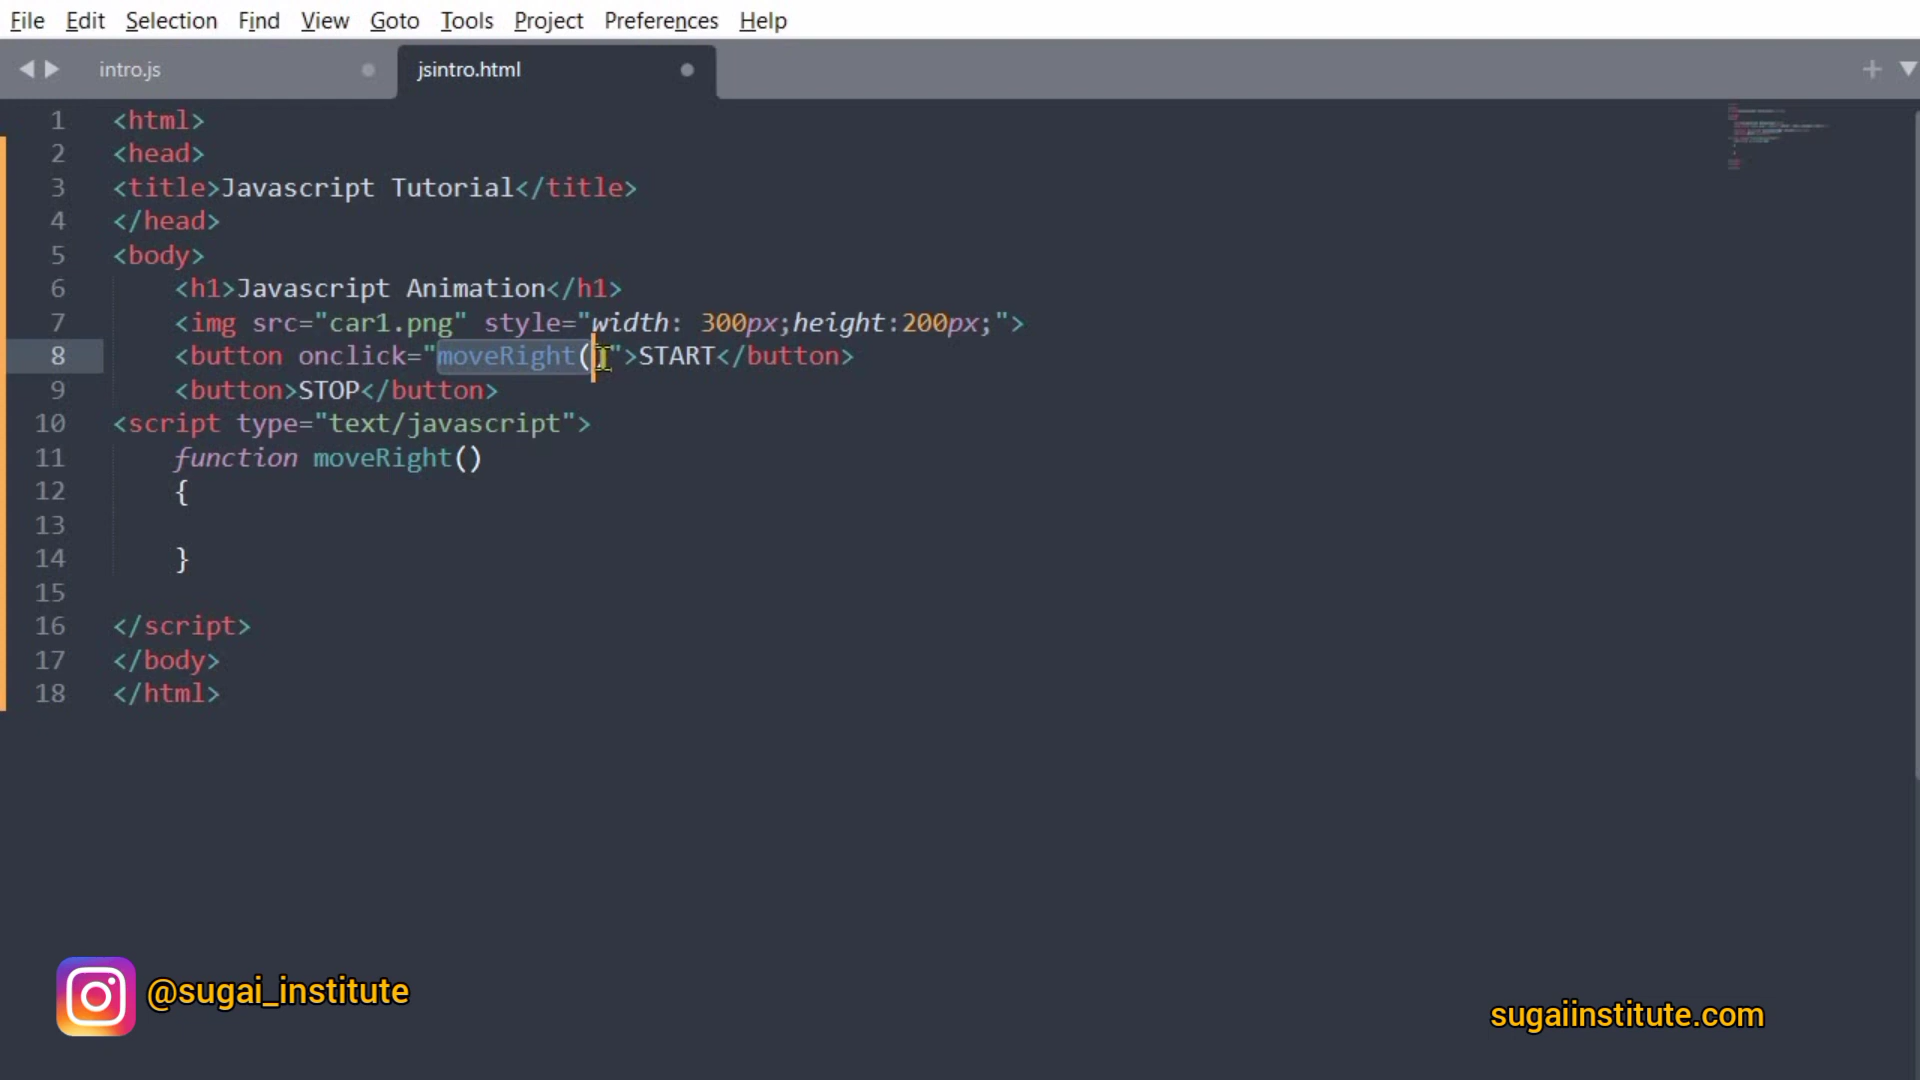 File Edit Selection Find View Goto Tools Project Preferences Help
intro.js jsintro.html
1 <html>
2 <head>
3 <title>Javascript Tutorial</title>
4 </head>
5 <body>
6 <h1>Javascript Animation</h1>
7 <img src="car1.png" style="width: 300px;height:200px;">
8 <button onclick="moveRight()">START</button>
9 <button>STOP</button>
10 <script type="text/javascript">
11 function moveRight()
12 {
13
14 }
15
16 </script>
17 </body>
18 </html>
@sugai_institute
sugaiinstitute.com